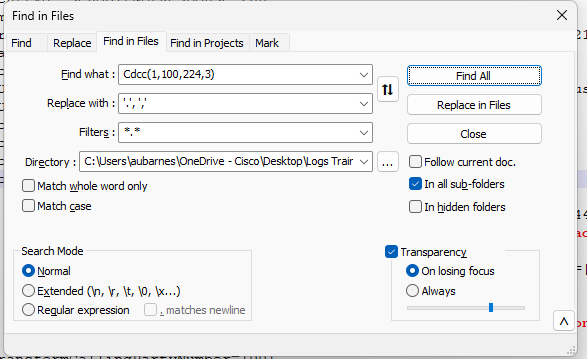 Find in Files
Find
Replace
Find in Files
Find in Projects
Mark
Find what :
Cdcc(1,100,224,3)
Find All
Replace with :
'.', ','
Replace in Files
Filters :
*.*
Close
Directory :
C:\Users\aubarnes\OneDrive - Cisco\Desktop\Logs Trair
...
Follow current doc.
Match whole word only
In all sub-folders
Match case
In hidden folders
Search Mode
Transparency
Normal
On losing focus
Extended (\n, \r, \t, \0, \x...)
Always
Regular expression
. matches newline